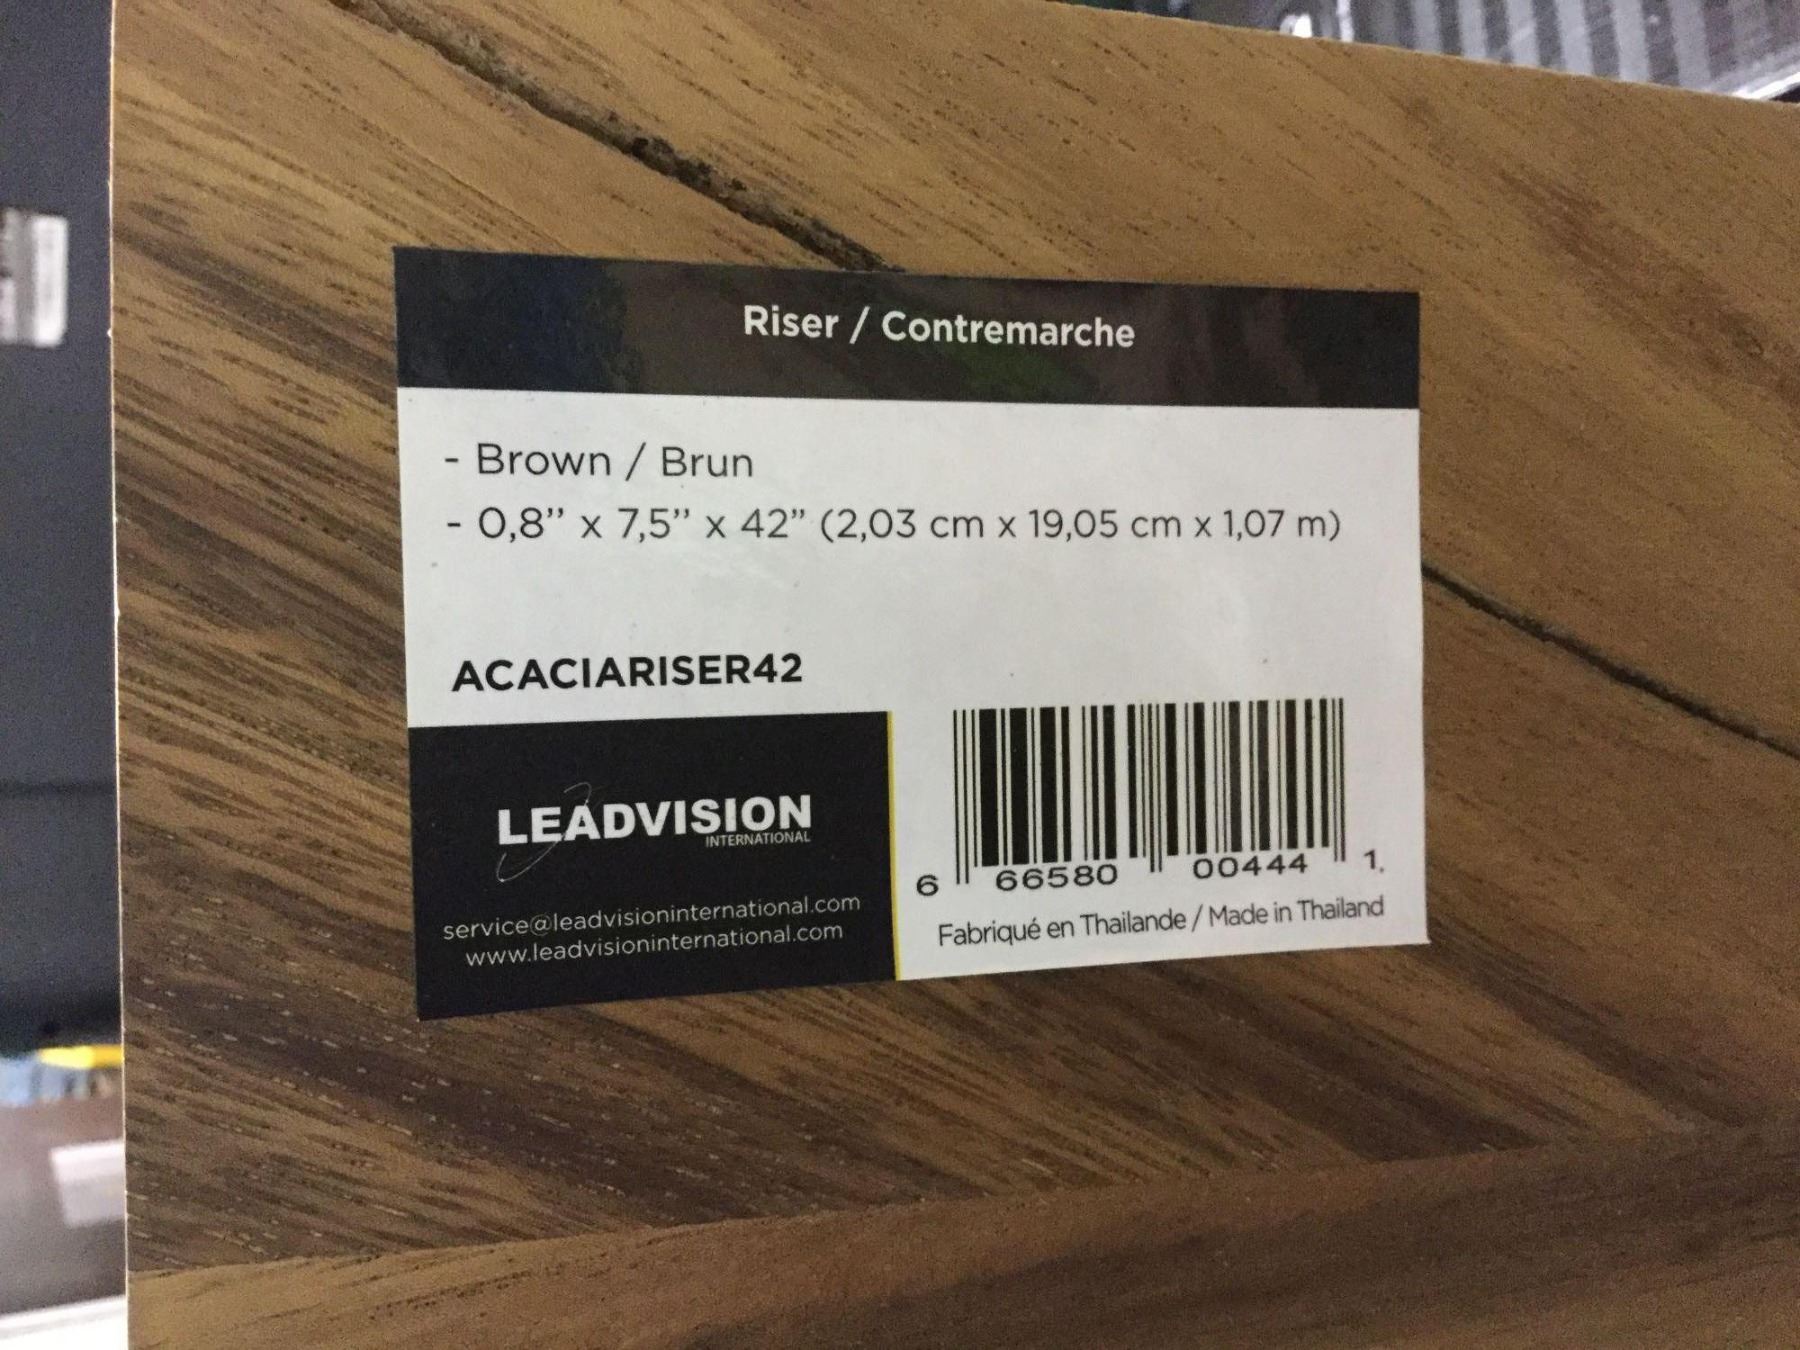 Riser / Contremarche
- Brown / Brun
- 0,8’’ x 7,5’’ x 42” (2,03 cm x 19,05 cm x 1,07 m)
ACACIARISER42
LEADVISION
INTERNATIONAL
service@leadvisioninternational.com
www.leadvisioninternational.com
6 66580 00444 1.
Fabriqué en Thailande / Made in Thailand